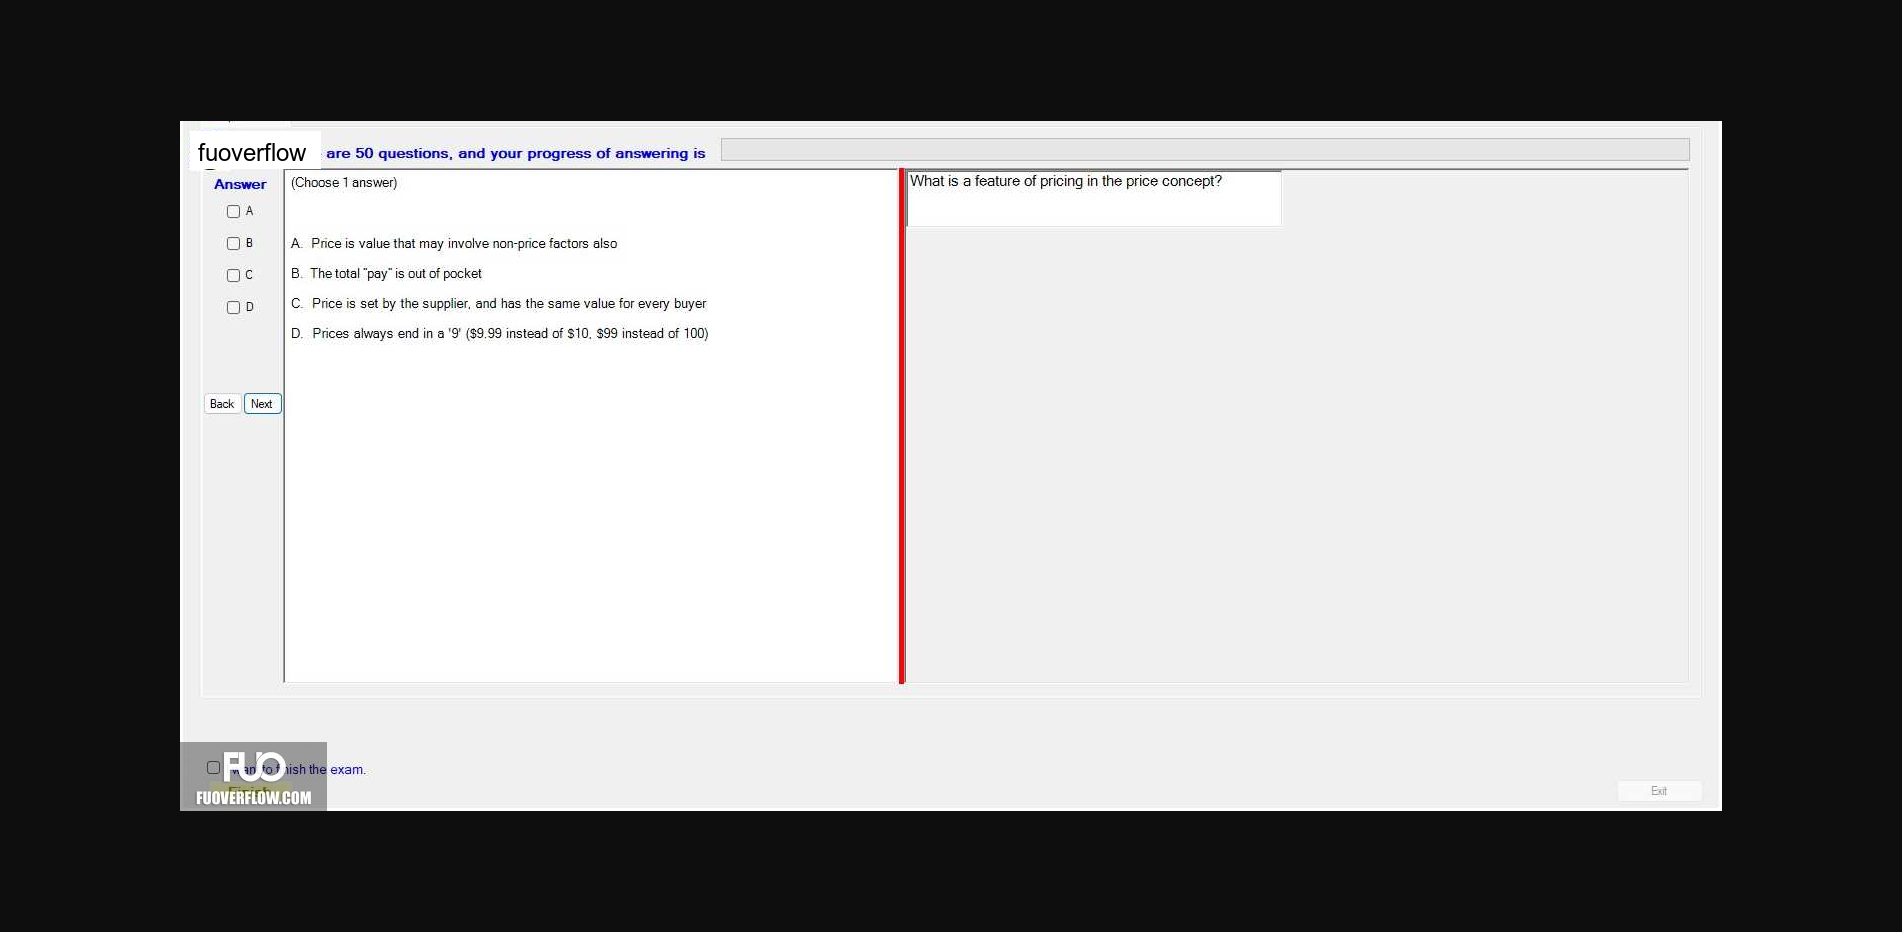 fuoverflow are 50 questions, and your progress of answering is
Answer
(Choose 1 answer)
What is a feature of pricing in the price concept?
A
B
C
D
A. Price is value that may involve non-price factors also
B. The total "pay" is out of pocket
C. Price is set by the supplier, and has the same value for every buyer
D. Prices always end in a '9' ($9.99 instead of $10, $99 instead of 100)
Back
Next
FUO
want to finish the exam.
Finish
FUOVERFLOW.COM
Exit